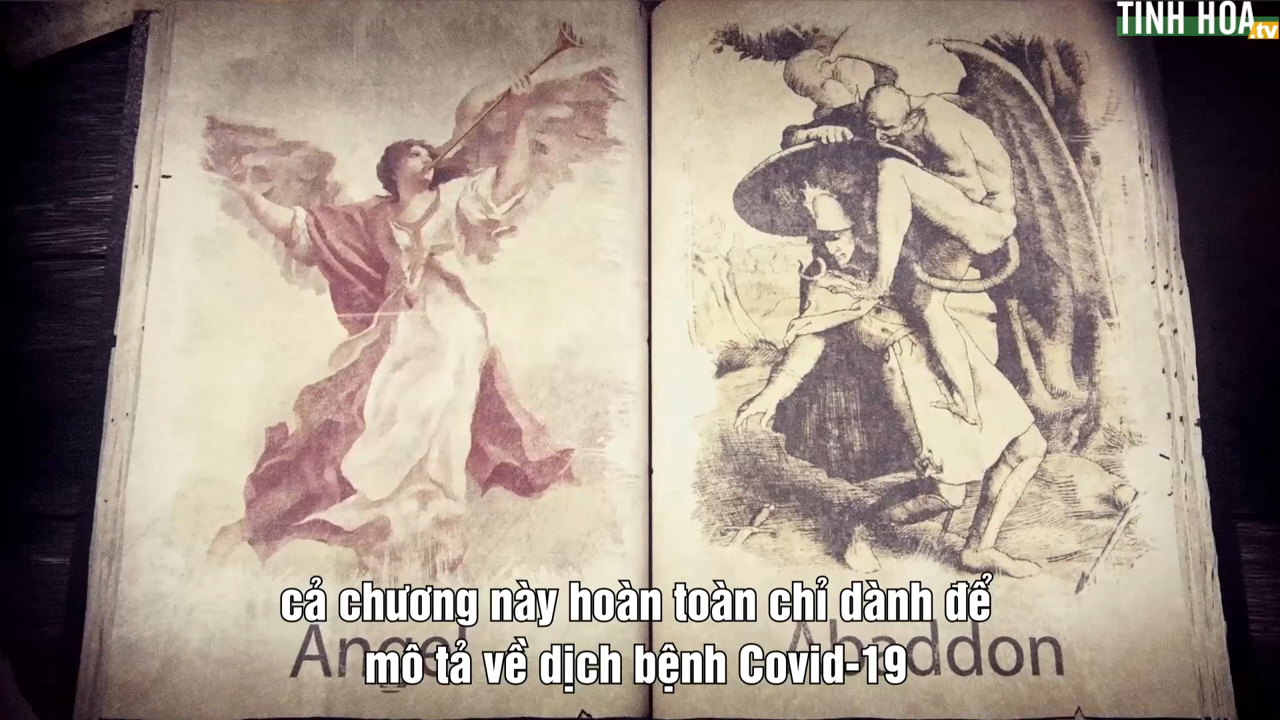 TINH HOA
.tv
cả chương này hoàn toàn chỉ dành để
Angel Abaddon
mô tả về dịch bệnh Covid-19